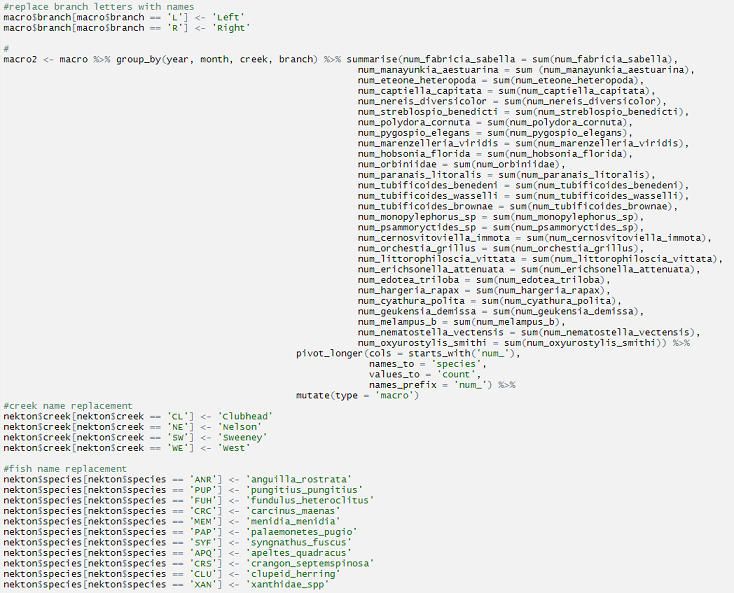 #replace branch letters with names
macro$branch[macro$branch == 'L'] <- 'Left'
macro$branch[macro$branch == 'R'] <- 'Right'
#
macro2 <- macro %>% group_by(year, month, creek, branch) %>% summarise(num_fabricia_sabella = sum(num_fabricia_sabella),
num_manayunkia_aestuarina = sum (num_manayunkia_aestuarina),
num_eteone_heteropoda = sum(num_eteone_heteropoda),
num_captiella_capitata = sum(num_captiella_capitata),
num_nereis_diversicolor = sum(num_nereis_diversicolor),
num_streblospio_benedicti = sum(num_streblospio_benedicti),
num_polydora_cornuta = sum(num_polydora_cornuta),
num_pygospio_elegans = sum(num_pygospio_elegans),
num_marenzelleria_viridis = sum(num_marenzelleria_viridis),
num_hobsonia_florida = sum(num_hobsonia_florida),
num_orbiniidae = sum(num_orbiniidae),
num_paranais_litoralis = sum(num_paranais_litoralis),
num_tubificoides_benedeni = sum(num_tubificoides_benedeni),
num_tubificoides_wasselli = sum(num_tubificoides_wasselli),
num_tubificoides_brownae = sum(num_tubificoides_brownae),
num_monopylephorus_sp = sum(num_monopylephorus_sp),
num_psammoryctides_sp = sum(num_psammoryctides_sp),
num_cernosvitoviella_immota = sum(num_cernosvitoviella_immota),
num_orchestia_grillus = sum(num_orchestia_grillus),
num_littorophiloscia_vittata = sum(num_littorophiloscia_vittata),
num_erichsonella_attenuata = sum(num_erichsonella_attenuata),
num_edotea_triloba = sum(num_edotea_triloba),
num_hargeria_rapax = sum(num_hargeria_rapax),
num_cyathura_polita = sum(num_cyathura_polita),
num_geukensia_demissa = sum(num_geukensia_demissa),
num_melampus_b = sum(num_melampus_b),
num_nematostella_vectensis = sum(num_nematostella_vectensis),
num_oxyurostylis_smithi = sum(num_oxyurostylis_smithi)) %>%
pivot_longer(cols = starts_with('num_'),
names_to = 'species',
values_to = 'count',
names_prefix = 'num_') %>%
mutate(type = 'macro')
#creek name replacement
nekton$creek[nekton$creek == 'CL'] <- 'Clubhead'
nekton$creek[nekton$creek == 'NE'] <- 'Nelson'
nekton$creek[nekton$creek == 'SW'] <- 'Sweeney'
nekton$creek[nekton$creek == 'WE'] <- 'West'
#fish name replacement
nekton$species[nekton$species == 'ANR'] <- 'anguilla_rostrata'
nekton$species[nekton$species == 'PUP'] <- 'pungitius_pungitius'
nekton$species[nekton$species == 'FUH'] <- 'fundulus_heteroclitus'
nekton$species[nekton$species == 'CRC'] <- 'carcinus_maenas'
nekton$species[nekton$species == 'MEM'] <- 'menidia_menidia'
nekton$species[nekton$species == 'PAP'] <- 'palaemonetes_pugio'
nekton$species[nekton$species == 'SYF'] <- 'syngnathus_fuscus'
nekton$species[nekton$species == 'APQ'] <- 'apeltes_quadracus'
nekton$species[nekton$species == 'CRS'] <- 'crangon_septemspinosa'
nekton$species[nekton$species == 'CLU'] <- 'clupeid_herring'
nekton$species[nekton$species == 'XAN'] <- 'xanthidae_spp'